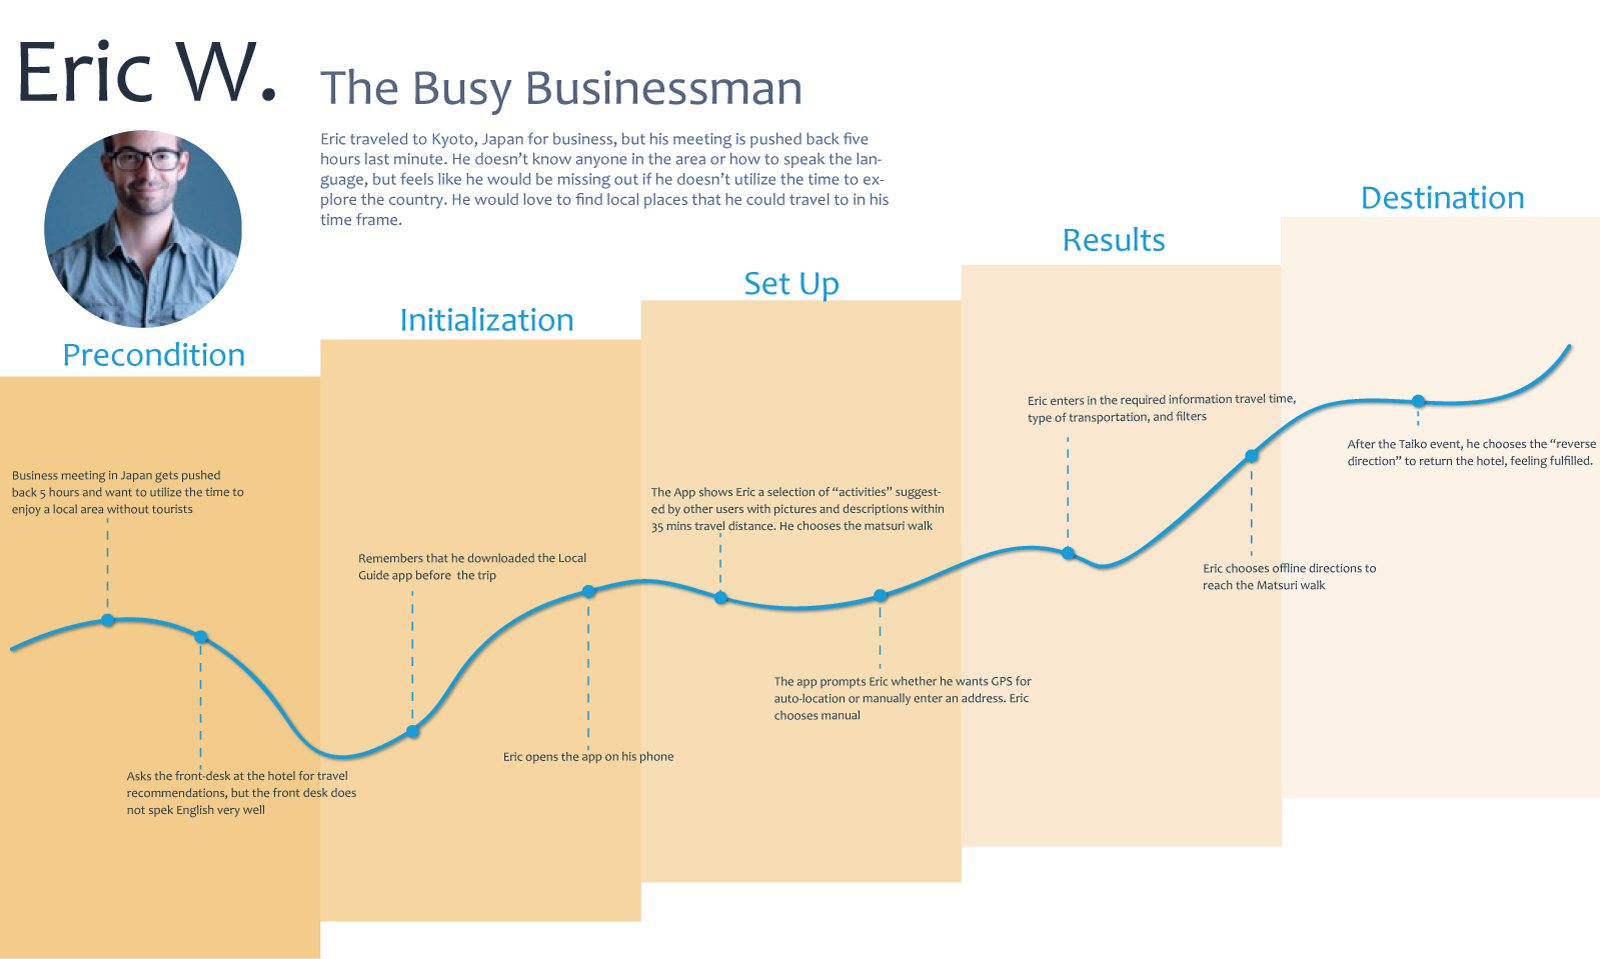 Eric W.
The Busy Businessman
Eric traveled to Kyoto, Japan for business, but his meeting is pushed back five
hours last minute. He doesn’t know anyone in the area or how to speak the lan-
guage, but feels like he would be missing out if he doesn’t utilize the time to ex-
plore the country. He would love to find local places that he could travel to in his
time frame.
Precondition
Business meeting in Japan gets pushed
back 5 hours and want to utilize the time to
enjoy a local area without tourists
Asks the front-desk at the hotel for travel
recommendations, but the front desk does
not spek English very well
Initialization
Remembers that he downloaded the Local
Guide app before the trip
Eric opens the app on his phone
Set Up
The App shows Eric a selection of “activities” suggest-
ed by other users with pictures and descriptions within
35 mins travel distance. He chooses the matsuri walk
The app prompts Eric whether he wants GPS for
auto-location or manually enter an address. Eric
chooses manual
Results
Eric enters in the required information travel time,
type of transportation, and filters
Eric chooses offline directions to
reach the Matsuri walk
Destination
After the Taiko event, he chooses the “reverse
direction” to return the hotel, feeling fulfilled.